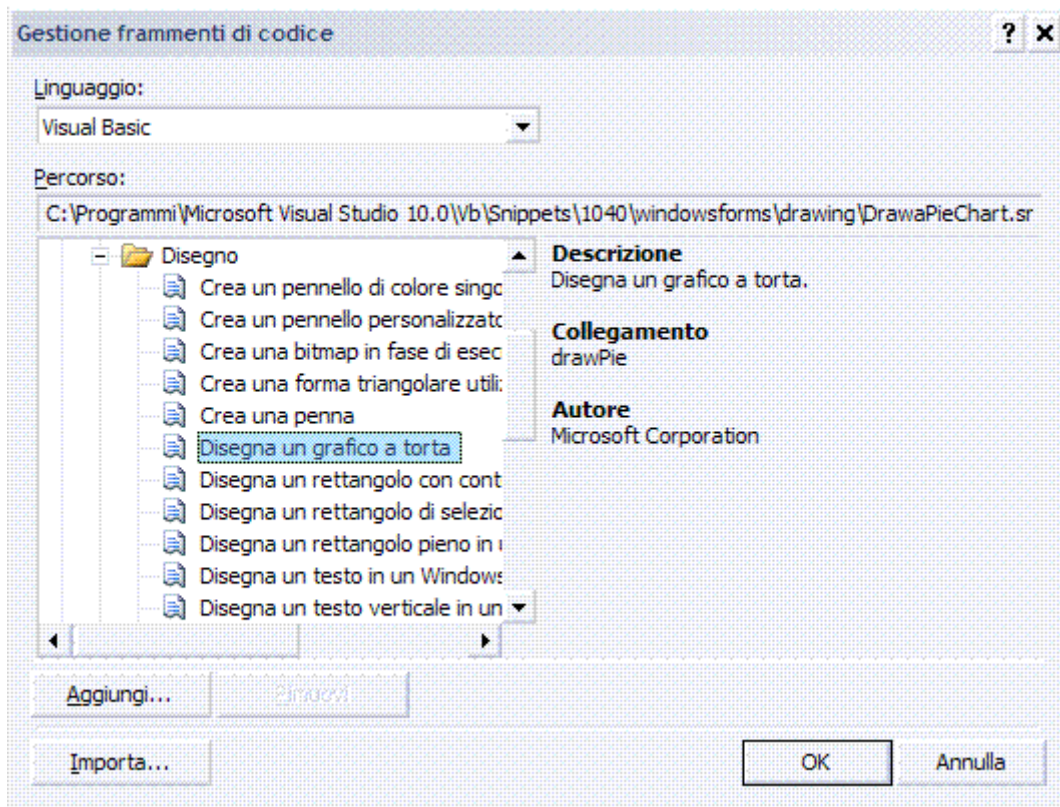 Gestione frammenti di codice
Linguaggio:
Visual Basic
Percorso:
C:\Programmi\Microsoft Visual Studio 10.0\Vb\Snippets\1040\windowsforms\drawing\DrawaPieChart.sr
Disegno
Crea un pennello di colore singc
Crea un pennello personalizzatc
Crea una bitmap in fase di esec
Crea una forma triangolare utili
Crea una penna
Disegna un grafico a torta
Disegna un rettangolo con cont
Disegna un rettangolo di selezic
Disegna un rettangolo pieno in
Disegna un testo in un Windows
Disegna un testo verticale in un
Descrizione
Disegna un grafico a torta.
Collegamento
drawPie
Autore
Microsoft Corporation
Aggiungi...
Rimuovi
Importa...
OK
Annulla